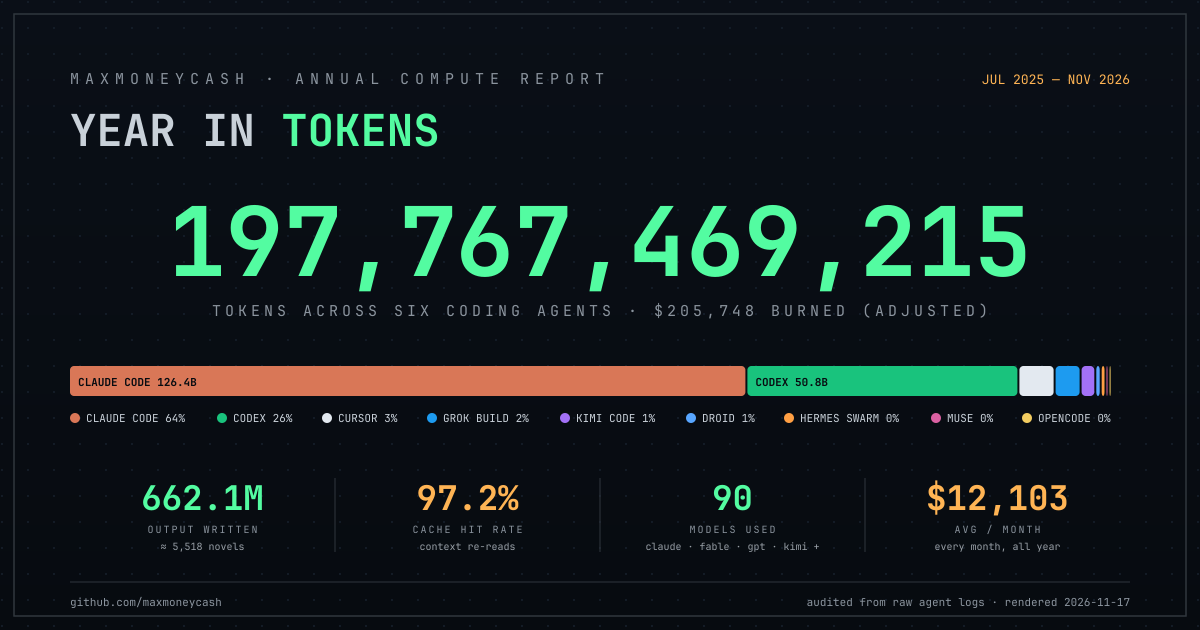 MAXMONEYCASH · ANNUAL COMPUTE REPORT
JUL 2025 — NOV 2026
YEAR IN TOKENS
197,767,469,215
TOKENS ACROSS SIX CODING AGENTS · $205,748 BURNED (ADJUSTED)
CLAUDE CODE 126.4B CODEX 50.8B
CLAUDE CODE 64% CODEX 26% CURSOR 3% GROK BUILD 2% KIMI CODE 1% DROID 1% HERMES SWARM 0% MUSE 0% OPENCODE 0%
662.1M 97.2% 90 $12,103
OUTPUT WRITTEN CACHE HIT RATE MODELS USED AVG / MONTH
≈ 5,518 novels context re-reads claude · fable · gpt · kimi + every month, all year
github.com/maxmoneycash audited from raw agent logs · rendered 2026-11-17